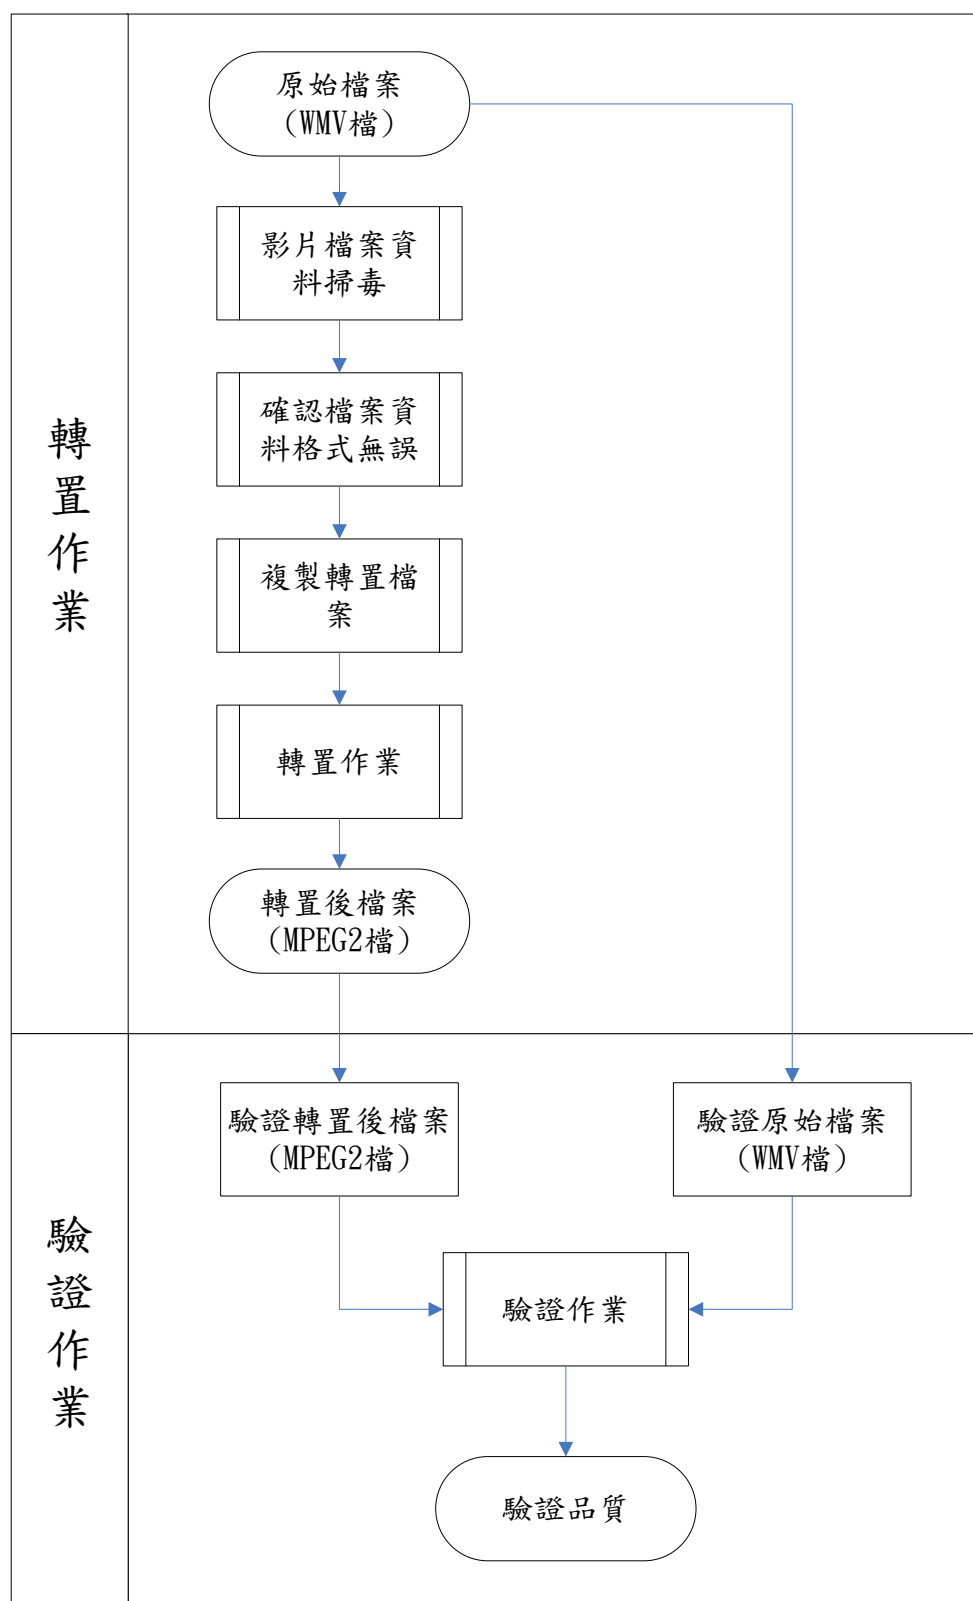 轉置作業
原始檔案
(WMV檔)
影片檔案資
料掃毒
確認檔案資
料格式無誤
複製轉置檔
案
轉置作業
轉置後檔案
(MPEG2檔)
驗證作業
驗證轉置後檔案
(MPEG2檔)
驗證原始檔案
(WMV檔)
驗證作業
驗證品質